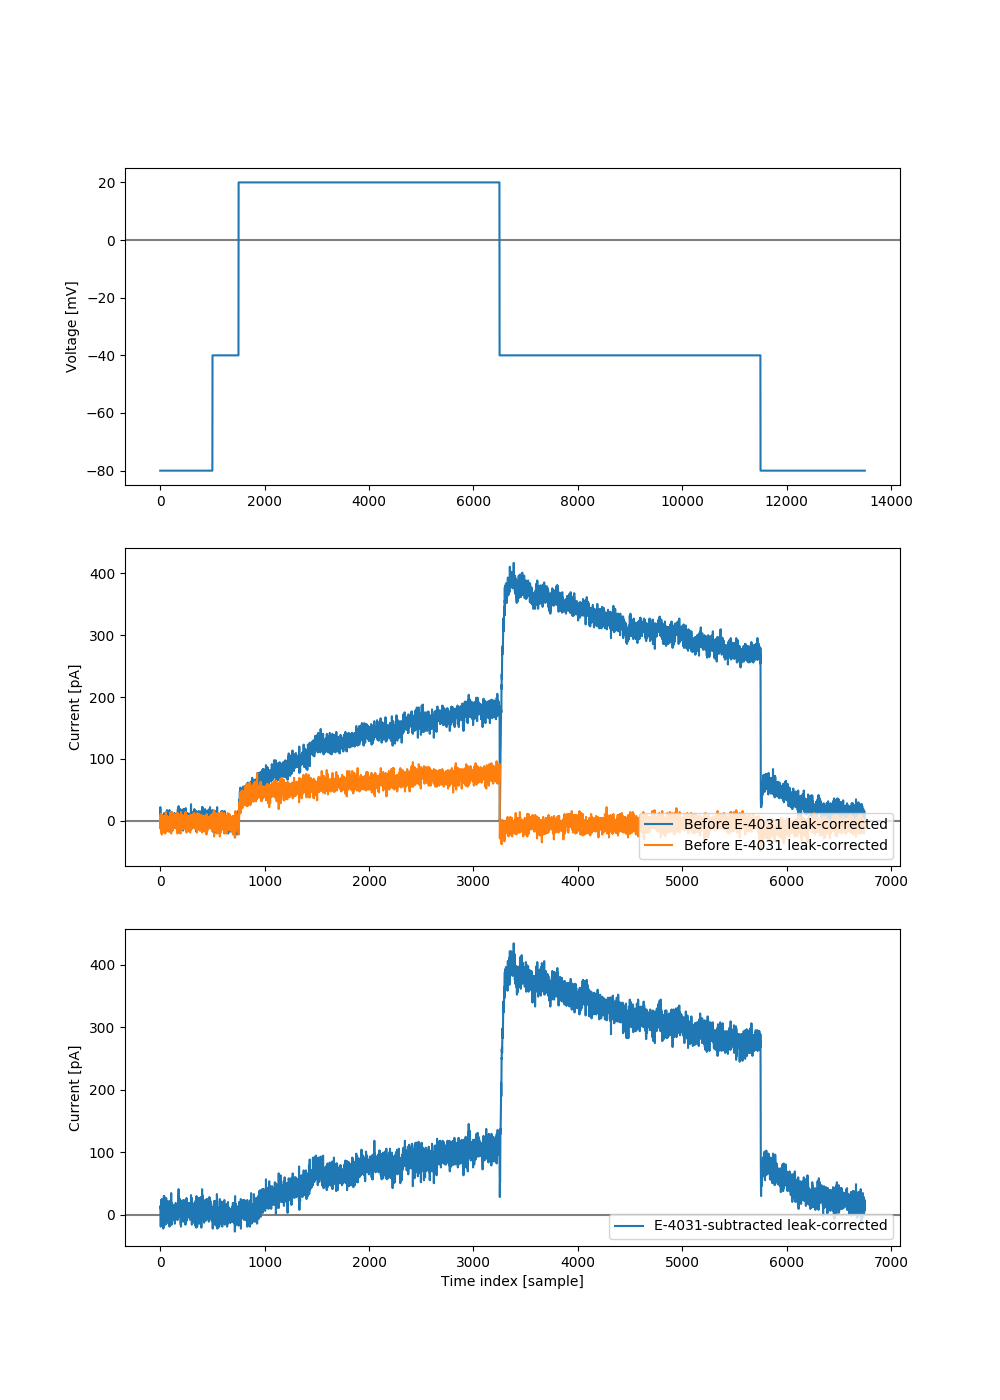 20
0
−20
−40
−60
−80
Voltage [mV]
0 2000 4000 6000 8000 10000 12000 14000
400
300
200
100
0
Current [pA]
Before E-4031 leak-corrected
Before E-4031 leak-corrected
0 1000 2000 3000 4000 5000 6000 7000
400
300
200
100
0
Current [pA]
E-4031-subtracted leak-corrected
0 1000 2000 3000 4000 5000 6000 7000
Time index [sample]